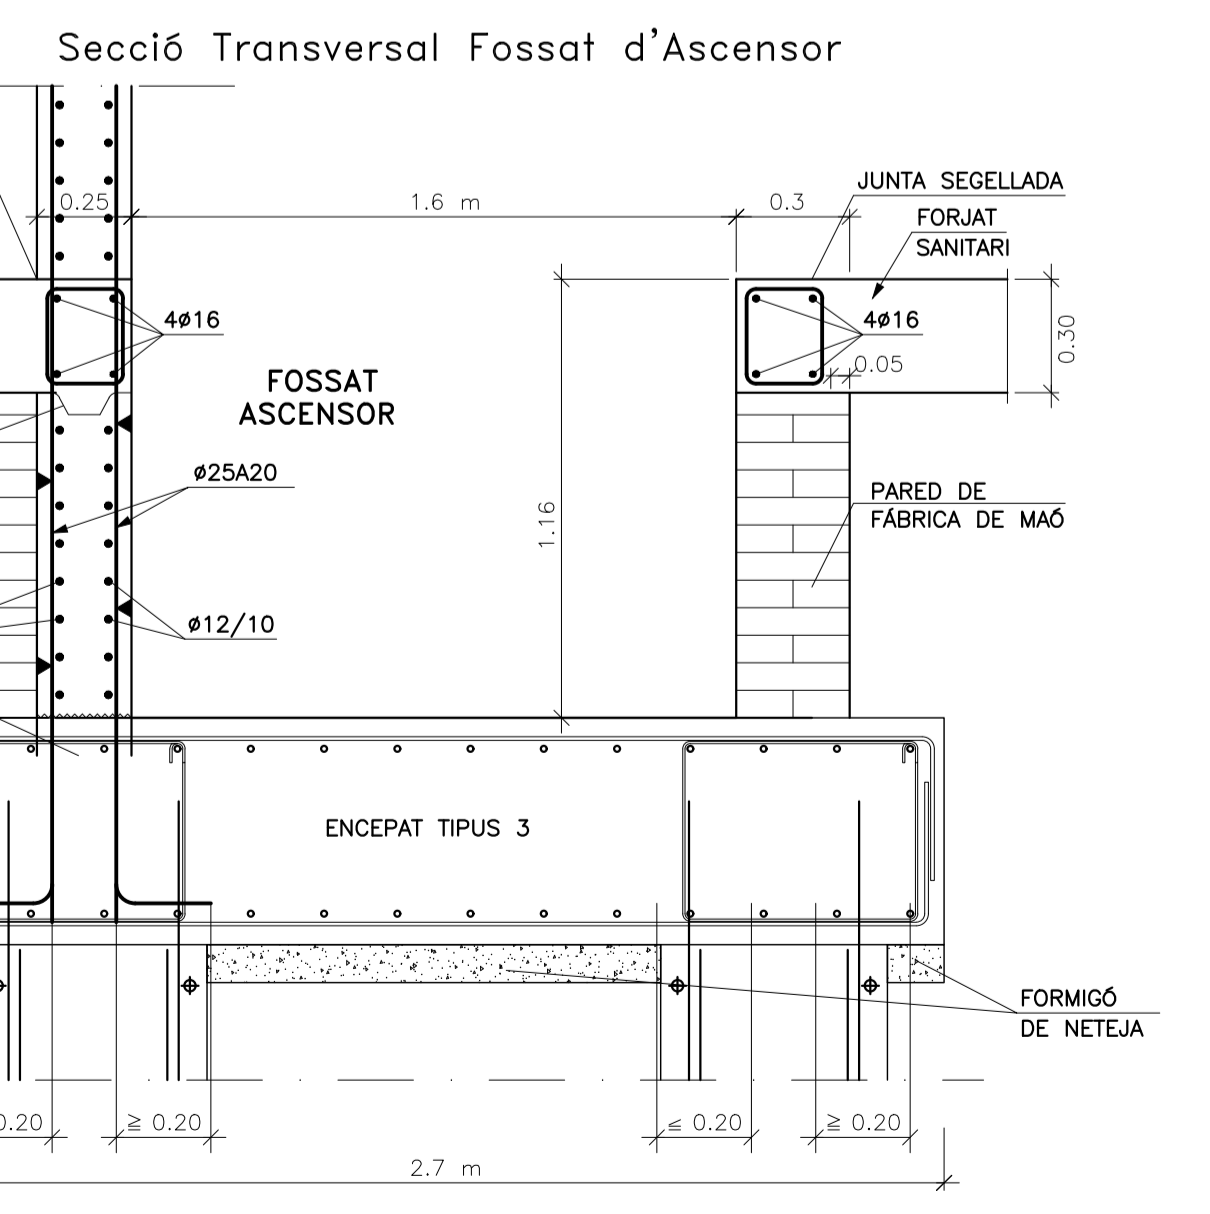 Secció Transversal Fossat d'Ascensor
JUNTA SEGELLADA
0.25
1.6 m
0.3
FORJAT
SANITARI
4ø16
4ø16
0.30
0.05
FOSSAT
ASCENSOR
ø25A20
PARED DE
FÁBRICA DE MAÓ
1.16
ø12/10
ENCEPAT TIPUS 3
FORMIGÓ
DE NETEJA
0.20
≧ 0.20
≤ 0.20
≧ 0.20
2.7 m